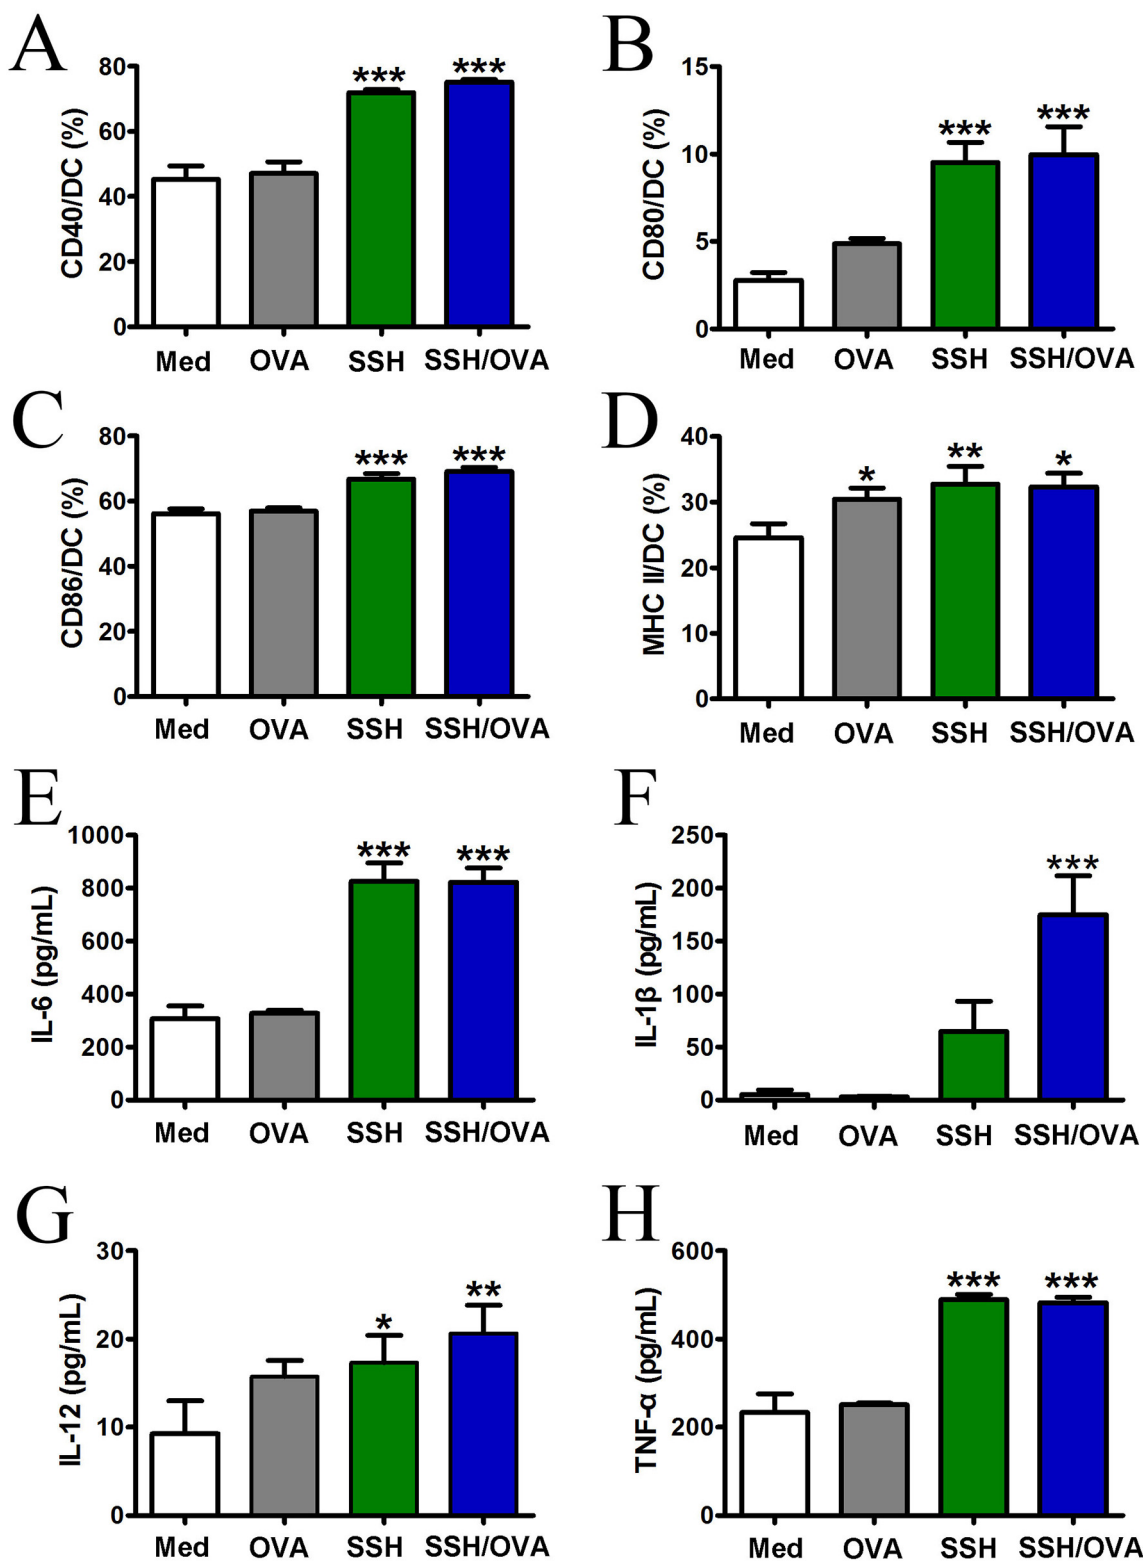 A
CD40/DC (%)
80
60
40
20
0
***
***
Med OVA SSH SSH/OVA
B
CD80/DC (%)
15
10
5
0
***
***
Med OVA SSH SSH/OVA
C
CD86/DC (%)
80
60
40
20
0
***
***
Med OVA SSH SSH/OVA
D
MHC II/DC (%)
40
30
20
10
0
*
**
*
Med OVA SSH SSH/OVA
E
IL-6 (pg/mL)
1000
800
600
400
200
0
***
***
Med OVA SSH SSH/OVA
F
IL-1β (pg/mL)
250
200
150
100
50
0
***
Med OVA SSH SSH/OVA
G
IL-12 (pg/mL)
30
20
10
0
*
**
Med OVA SSH SSH/OVA
H
TNF-α (pg/mL)
600
400
200
0
***
***
Med OVA SSH SSH/OVA